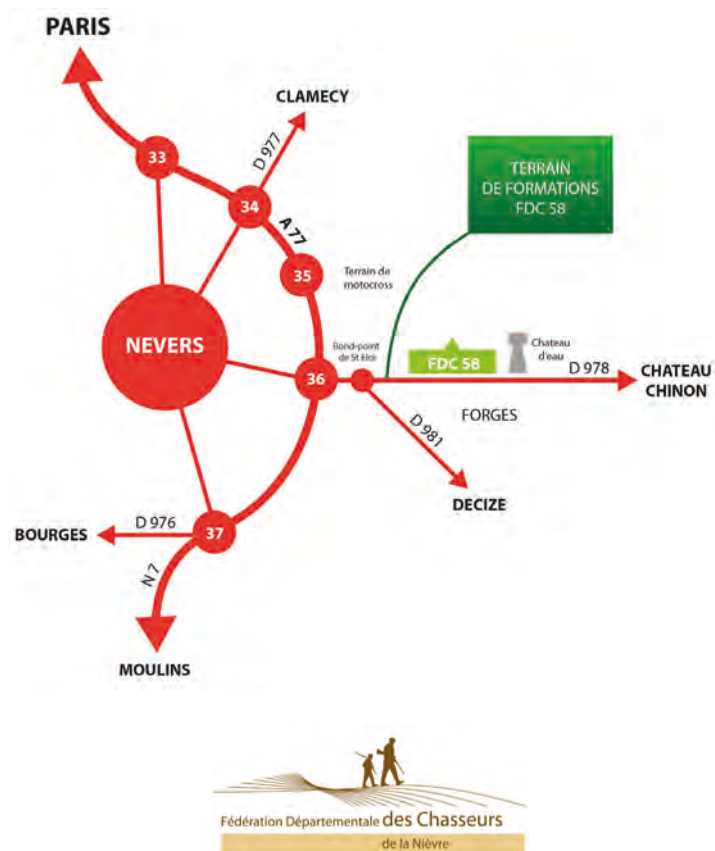 PARIS
CLAMECY
33
D 977
34
A 77
35
TERRAIN
DE FORMATIONS
FDC 58
Terrain de
motocross
NEVERS
Rond-point
de St Eloi
36
FDC 58
Chateau
d'eau
D 978
CHATEAU
CHINON
FORGES
D 981
DECIZE
BOURGES
D 976
37
N 7
MOULINS
Fédération Départementale des Chasseurs
de la Nièvre